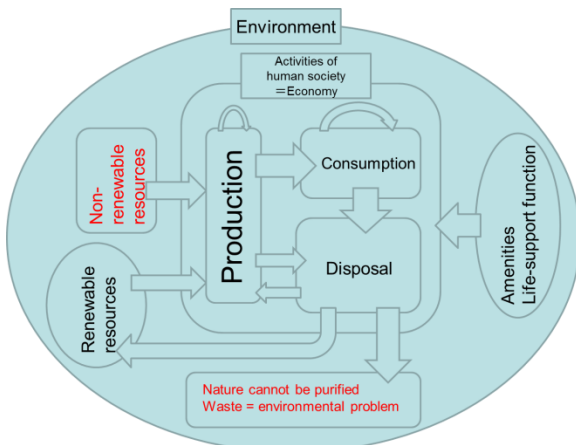 Environment
Activities of
human society
＝Economy
Non-
renewable
resources
Production
Consumption
Disposal
Renewable
resources
Amenities
Life-support function
Nature cannot be purified
Waste = environmental problem